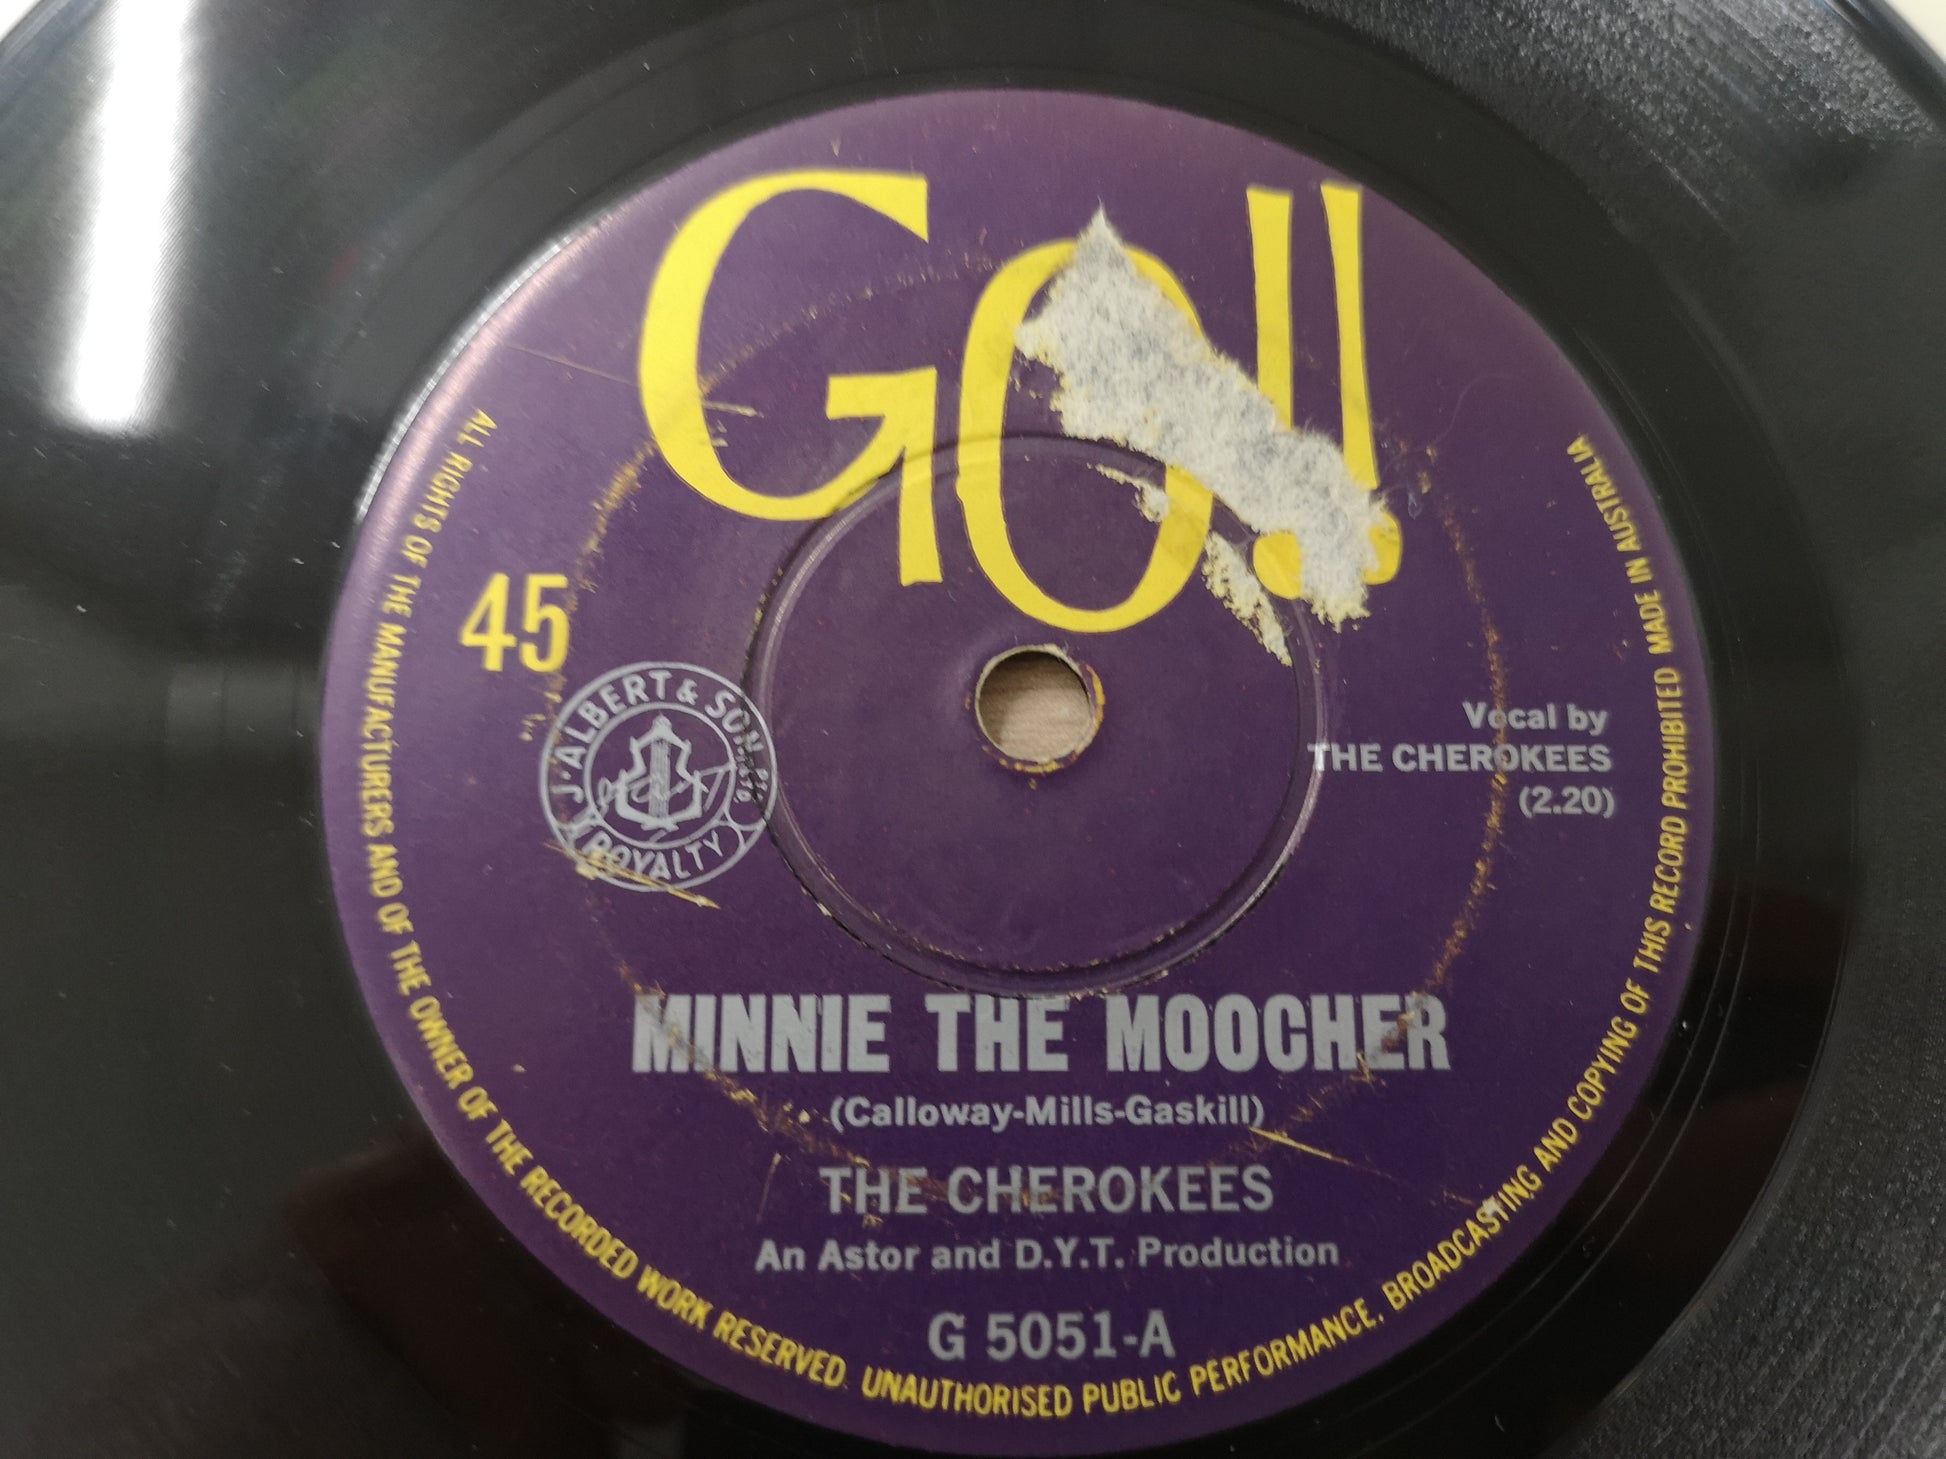 GO!!
45
J. ALBERT & SON PTY. LTD.
ROYALTY
Vocal by
THE CHEROKEES
(2.20)
MINNIE THE MOOCHER
(Calloway-Mills-Gaskill)
THE CHEROKEES
An Astor and D.Y.T. Production
G 5051-A
ALL RIGHTS OF THE MANUFACTURERS AND OF THE OWNER OF THE RECORDED WORK RESERVED. UNAUTHORISED PUBLIC PERFORMANCE, BROADCASTING AND COPYING OF THIS RECORD PROHIBITED MADE IN AUSTRALIA